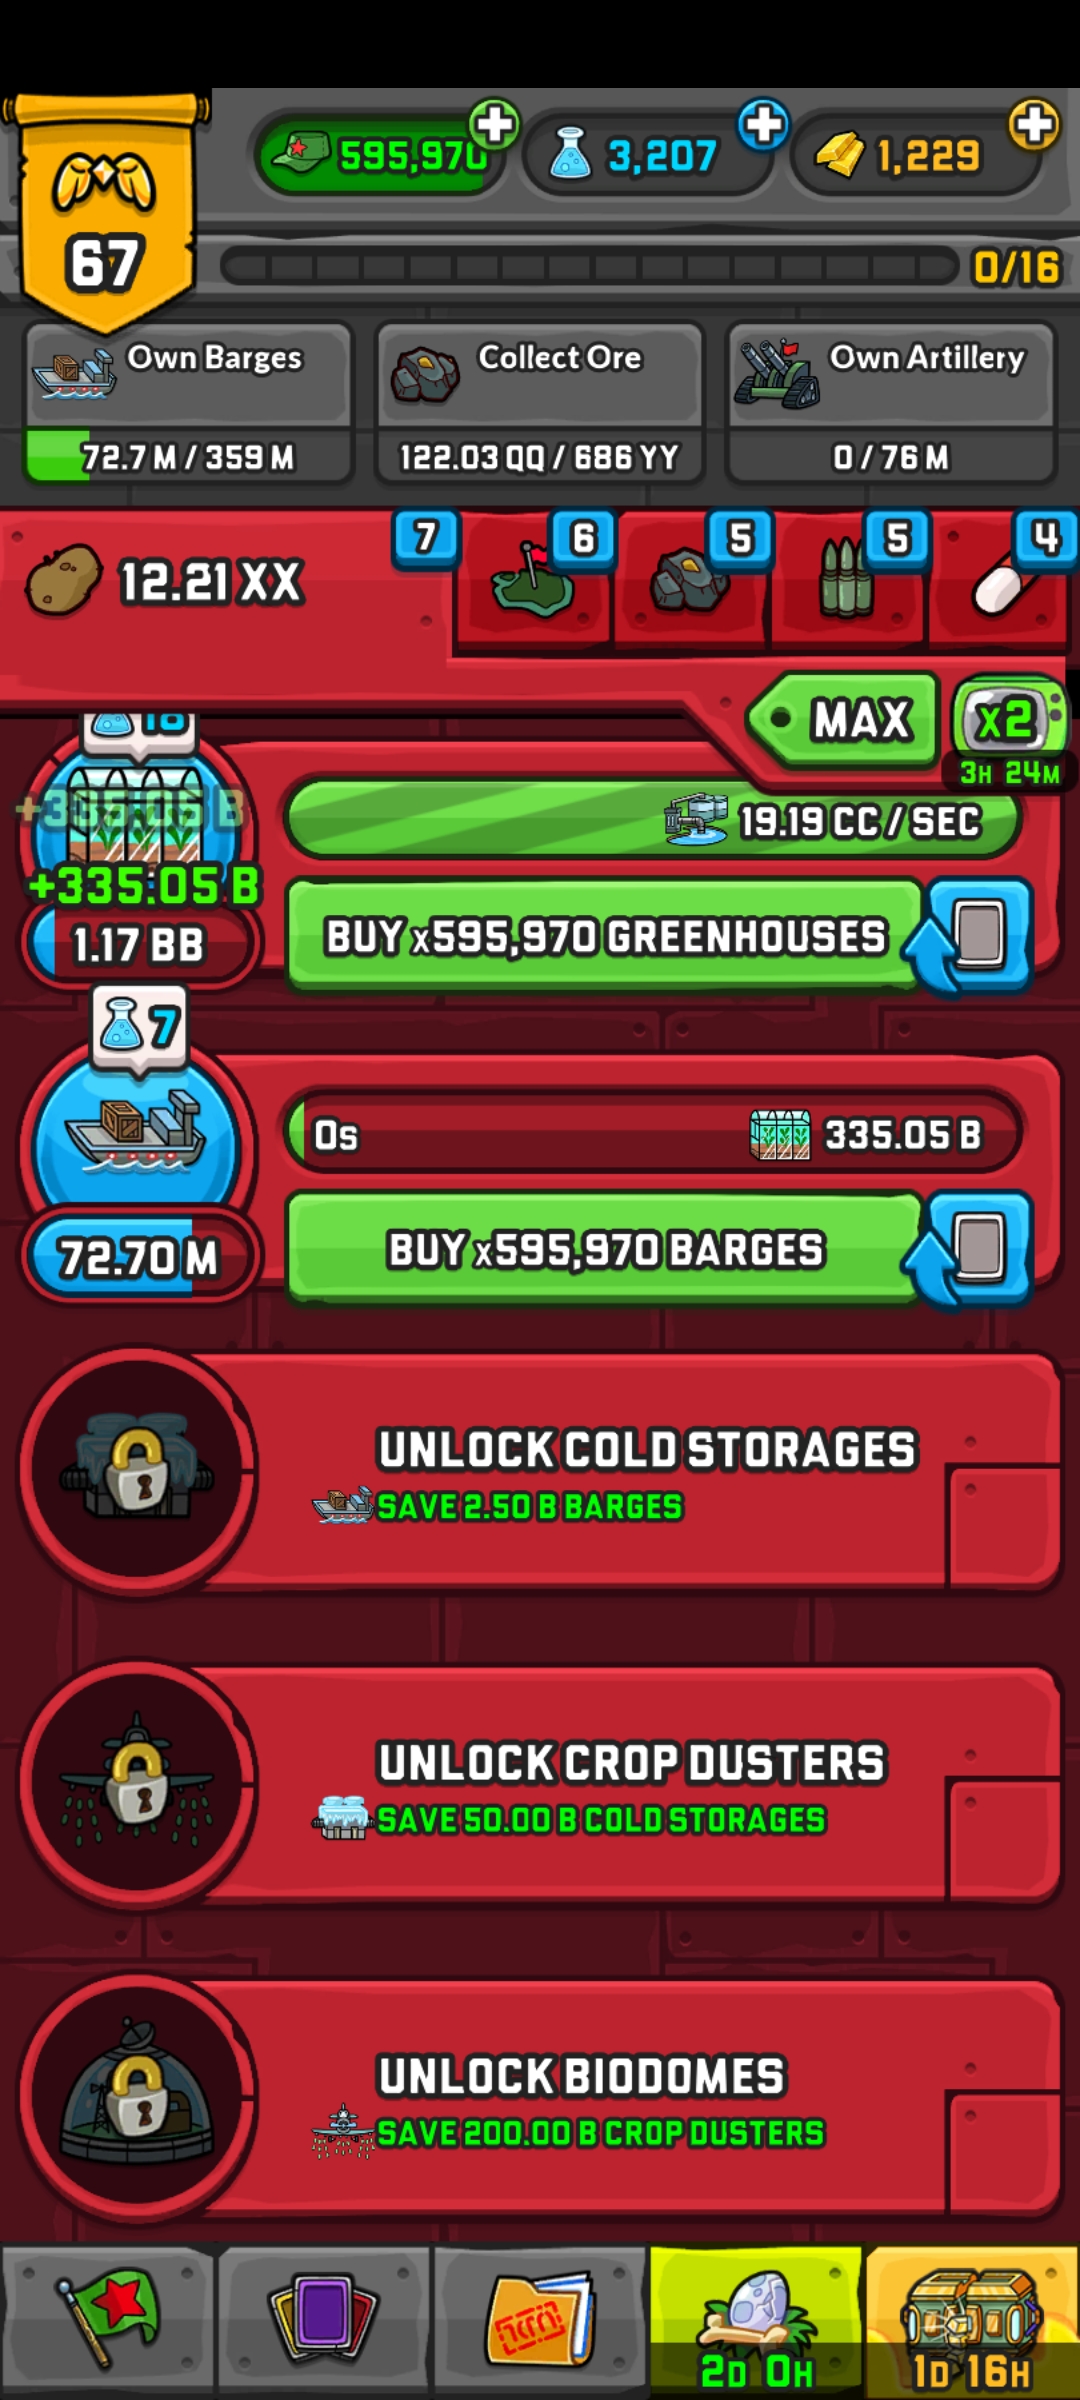 595,970
3,207
1,229
67
0/16
Own Barges
Collect Ore
Own Artillery
72.7 M / 359 M
122.03 QQ / 686 YY
0 / 76 M
7
6
5
5
4
12.21 XX
MAX
x2
3H 24M
18
+335.05 B
19.19 CC / SEC
+335.05 B
BUY x595,970 GREENHOUSES
1.17 BB
7
0s
335.05 B
BUY x595,970 BARGES
72.70 M
UNLOCK COLD STORAGES
SAVE 2.50 B BARGES
UNLOCK CROP DUSTERS
SAVE 50.00 B COLD STORAGES
UNLOCK BIODOMES
SAVE 200.00 B CROP DUSTERS
2D 0H
1D 16H